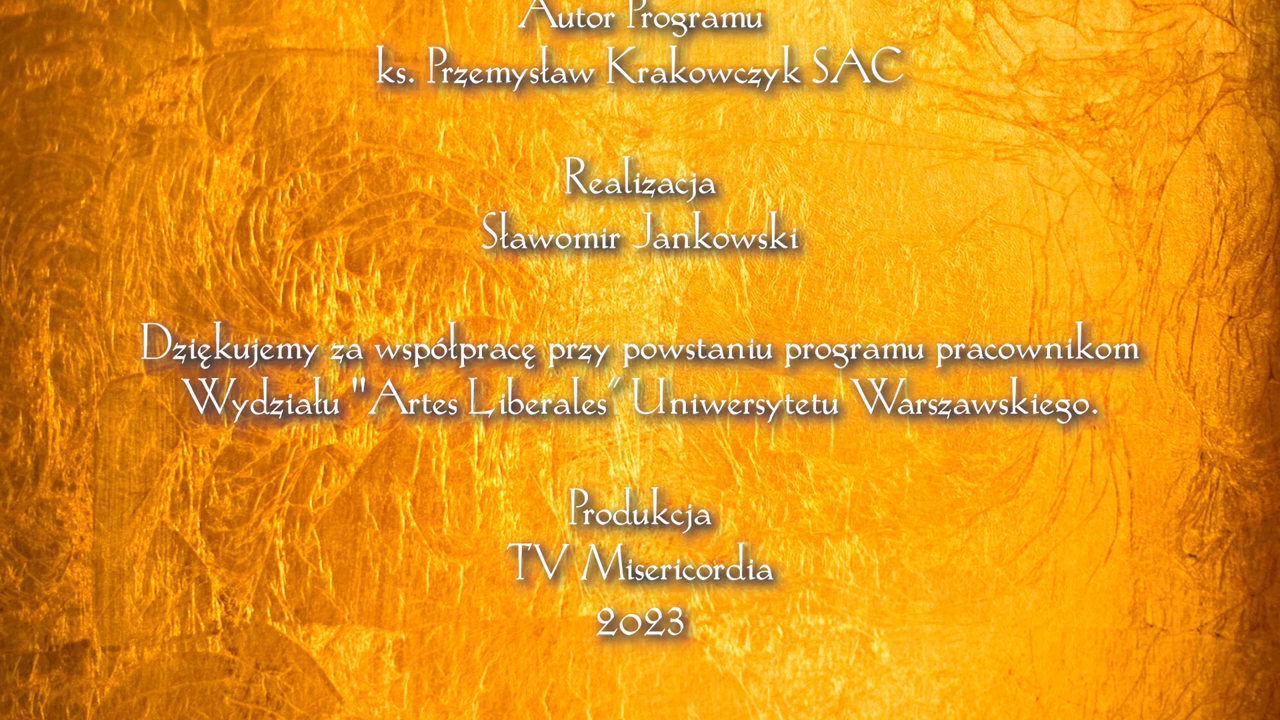 Autor Programu
ks. Przemysław Krakowczyk SAC
Realizacja
Sławomir Jankowski
Dziękujemy za współpracę przy powstaniu programu pracownikom
Wydziału "Artes Liberales” Uniwersytetu Warszawskiego.
Produkcja
TV Misericordia
2023